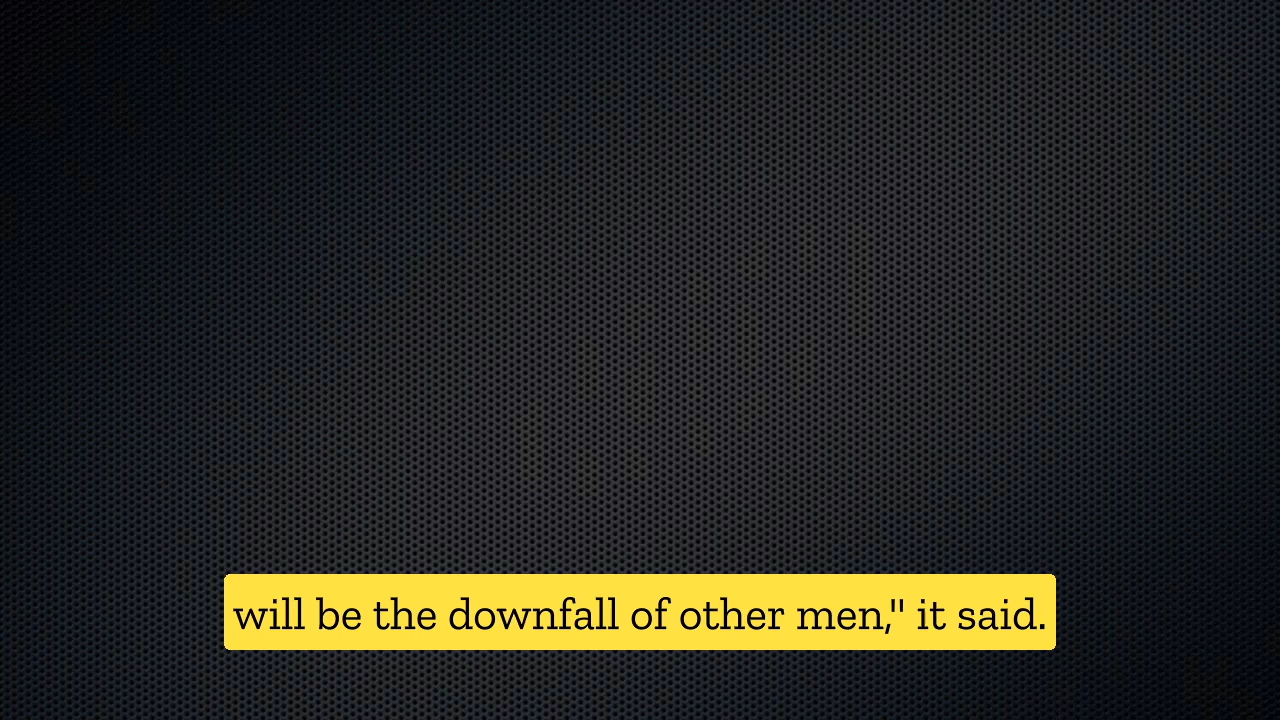 will be the downfall of other men," it said.